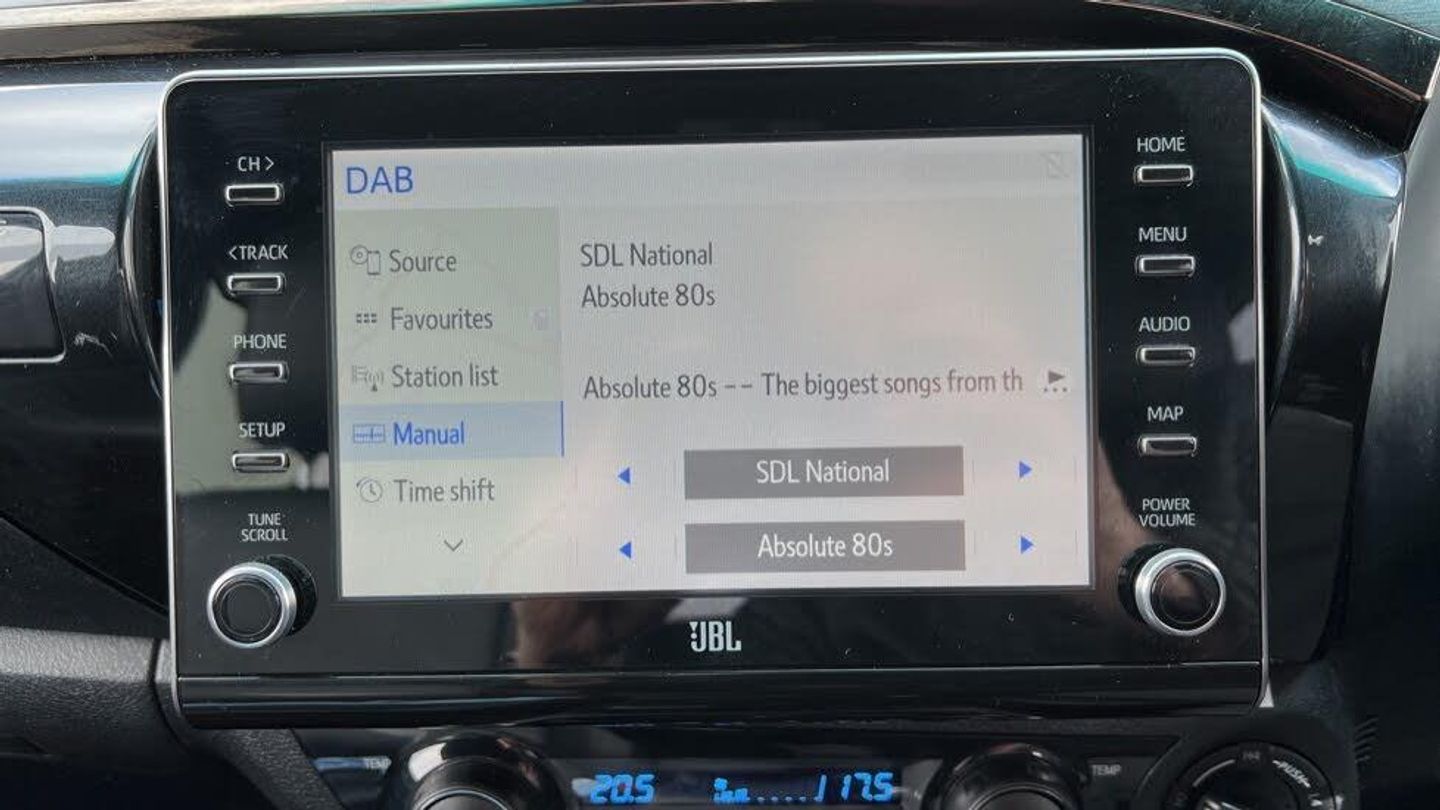 CH >
<TRACK
PHONE
SETUP
TUNE
SCROLL
DAB
Source
Favourites
Station list
Manual
Time shift
SDL National
Absolute 80s
Absolute 80s -- The biggest songs from th
SDL National
Absolute 80s
HOME
MENU
AUDIO
MAP
POWER
VOLUME
JBL
TEMP
20.5
17.5
TEMP
PUSH